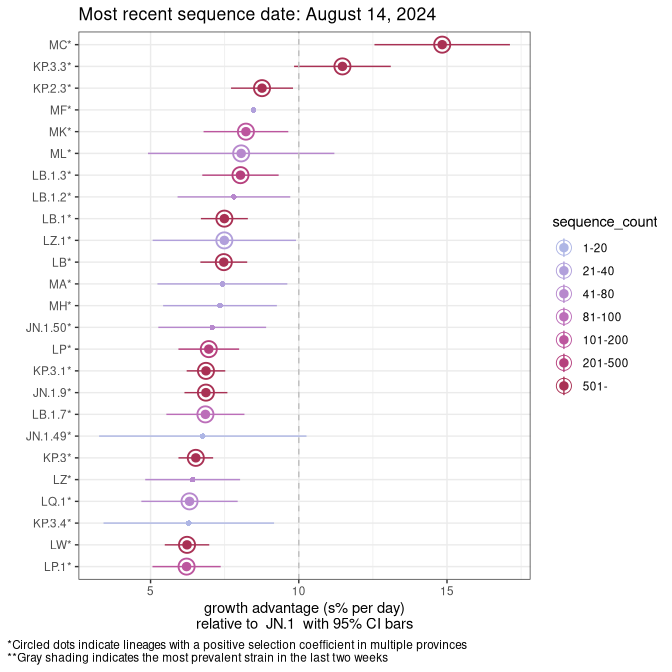 Most recent sequence date: August 14, 2024
MC*
KP.3.3*
KP.2.3*
MF*
MK*
ML*
LB.1.3*
LB.1.2*
LB.1*
LZ.1*
LB*
MA*
MH*
JN.1.50*
LP*
KP.3.1*
JN.1.9*
LB.1.7*
JN.1.49*
KP.3*
LZ*
LQ.1*
KP.3.4*
LW*
LP.1*
5 10 15
growth advantage (s% per day)
relative to JN.1 with 95% CI bars
sequence_count
1-20
21-40
41-80
81-100
101-200
201-500
501-
*Circled dots indicate lineages with a positive selection coefficient in multiple provinces
**Gray shading indicates the most prevalent strain in the last two weeks